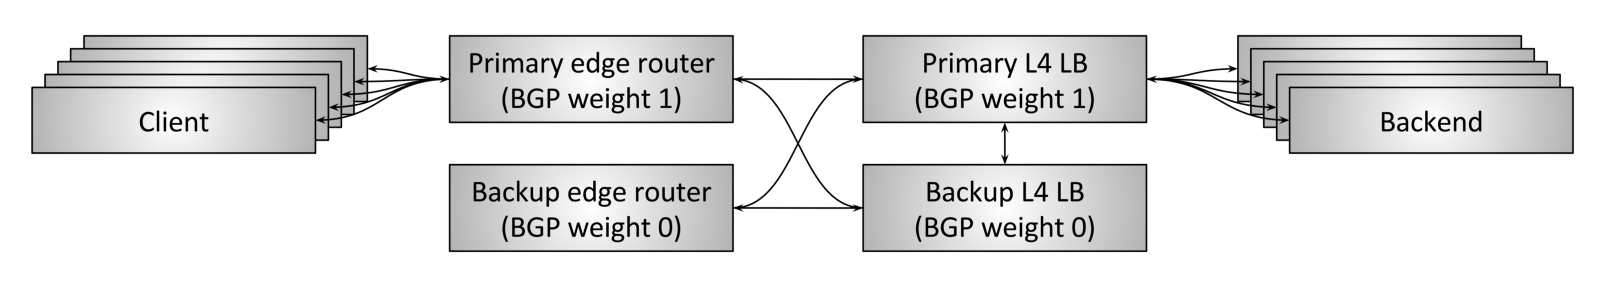 Client
Primary edge router
(BGP weight 1)
Backup edge router
(BGP weight 0)
Primary L4 LB
(BGP weight 1)
Backup L4 LB
(BGP weight 0)
Backend